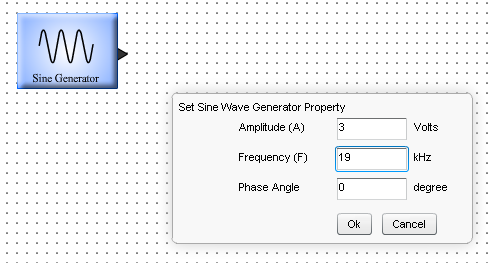 Sine Generator
Set Sine Wave Generator Property
Amplitude (A) 3 Volts
Frequency (F) 19 kHz
Phase Angle 0 degree
Ok Cancel